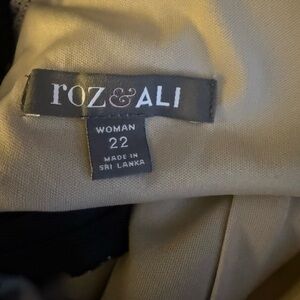 roz&ALI
WOMAN
22
MADE IN
SRI LANKA